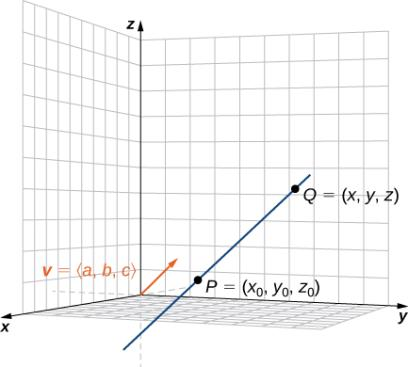 z
Q = (x, y, z)
v = ⟨a, b, c⟩
P = (x₀, y₀, z₀)
x
y